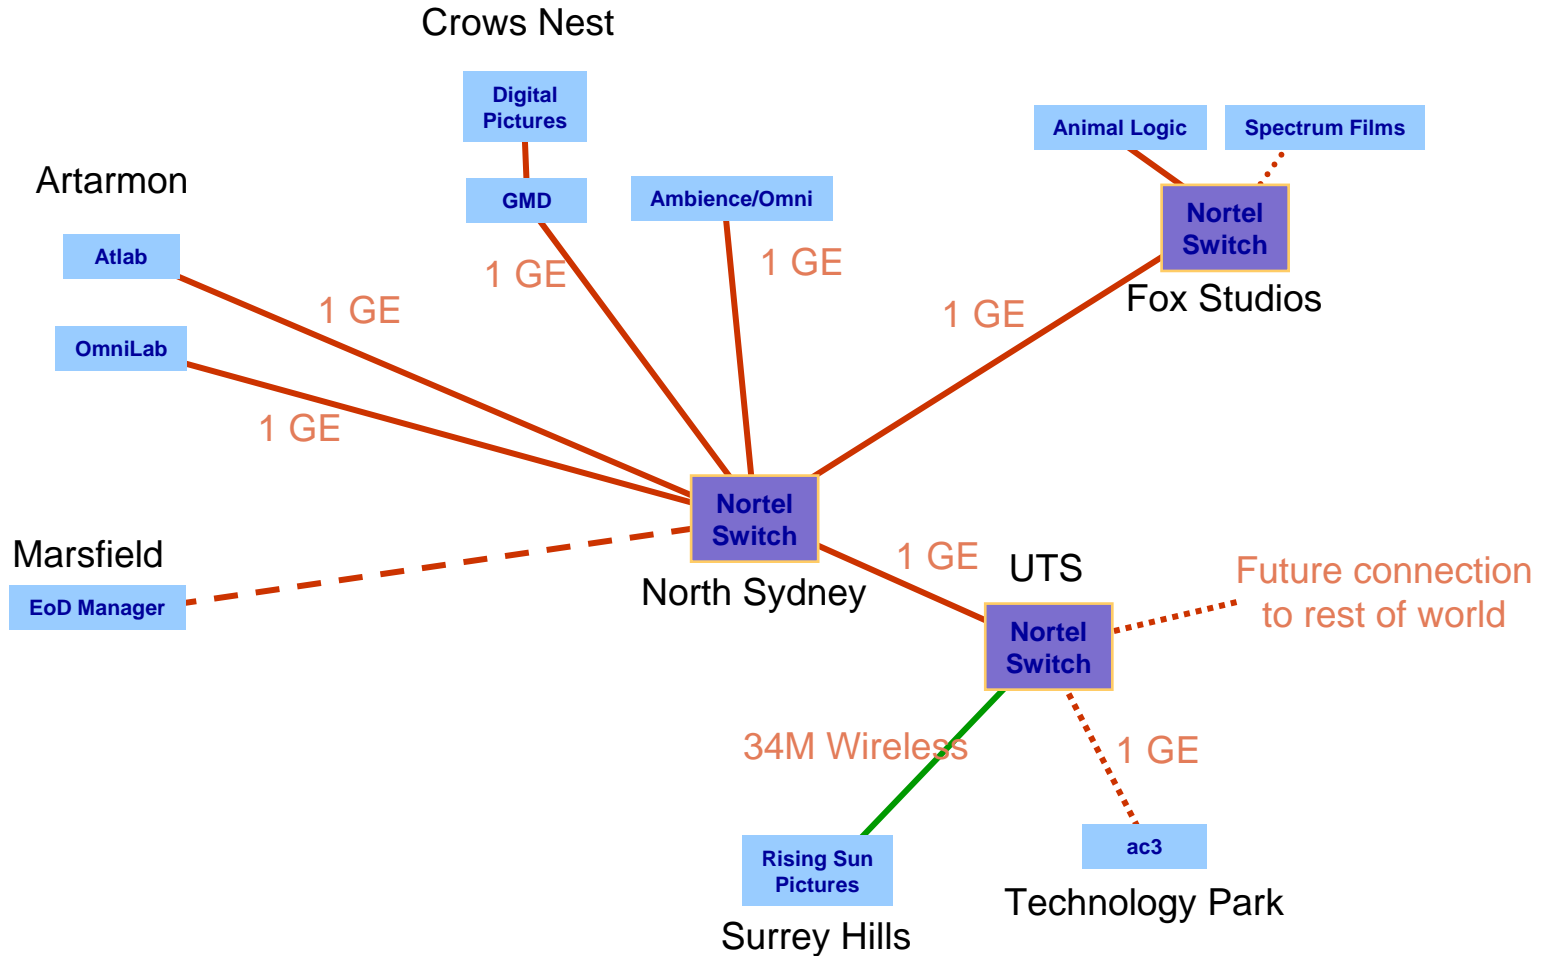 Crows Nest
Digital
Pictures
Animal Logic
Spectrum Films
Artarmon
GMD
Ambience/Omni
Nortel
Switch
Atlab
1 GE
1 GE
Fox Studios
1 GE
1 GE
OmniLab
1 GE
Nortel
Switch
Marsfield
1 GE
UTS
Future connection
to rest of world
EoD Manager
North Sydney
Nortel
Switch
34M Wireless
1 GE
ac3
Rising Sun
Pictures
Technology Park
Surrey Hills